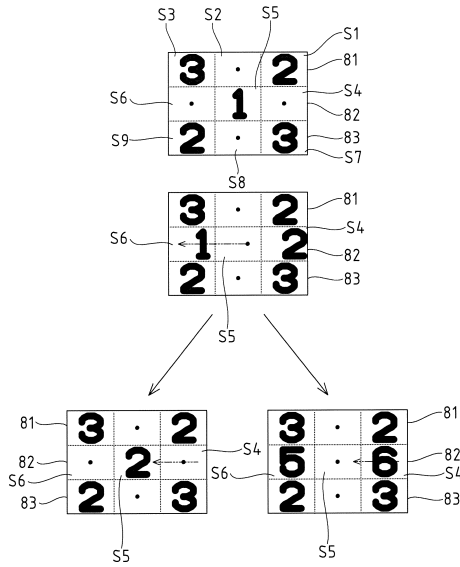 S3 S2 S5 S1
3 • 2 81
S6 • 1 • S4 82
S9 2 • 3 83
S7
S8
3 • 2 81
S4
S6 1 • 2 82
2 • 3 83
S5
81 3 • 2
82 • 2 • S4
S6
83 2 • 3
S5
3 • 2 81
5 • 6 82
S6 S4
2 • 3 83
S5